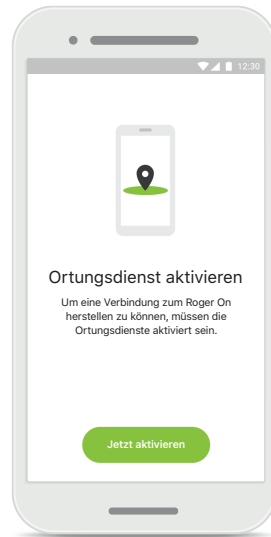 12:30
Ortungsdienst aktivieren
Um eine Verbindung zum Roger On
herstellen zu können, müssen die
Ortungsdienste aktiviert sein.
Jetzt aktivieren